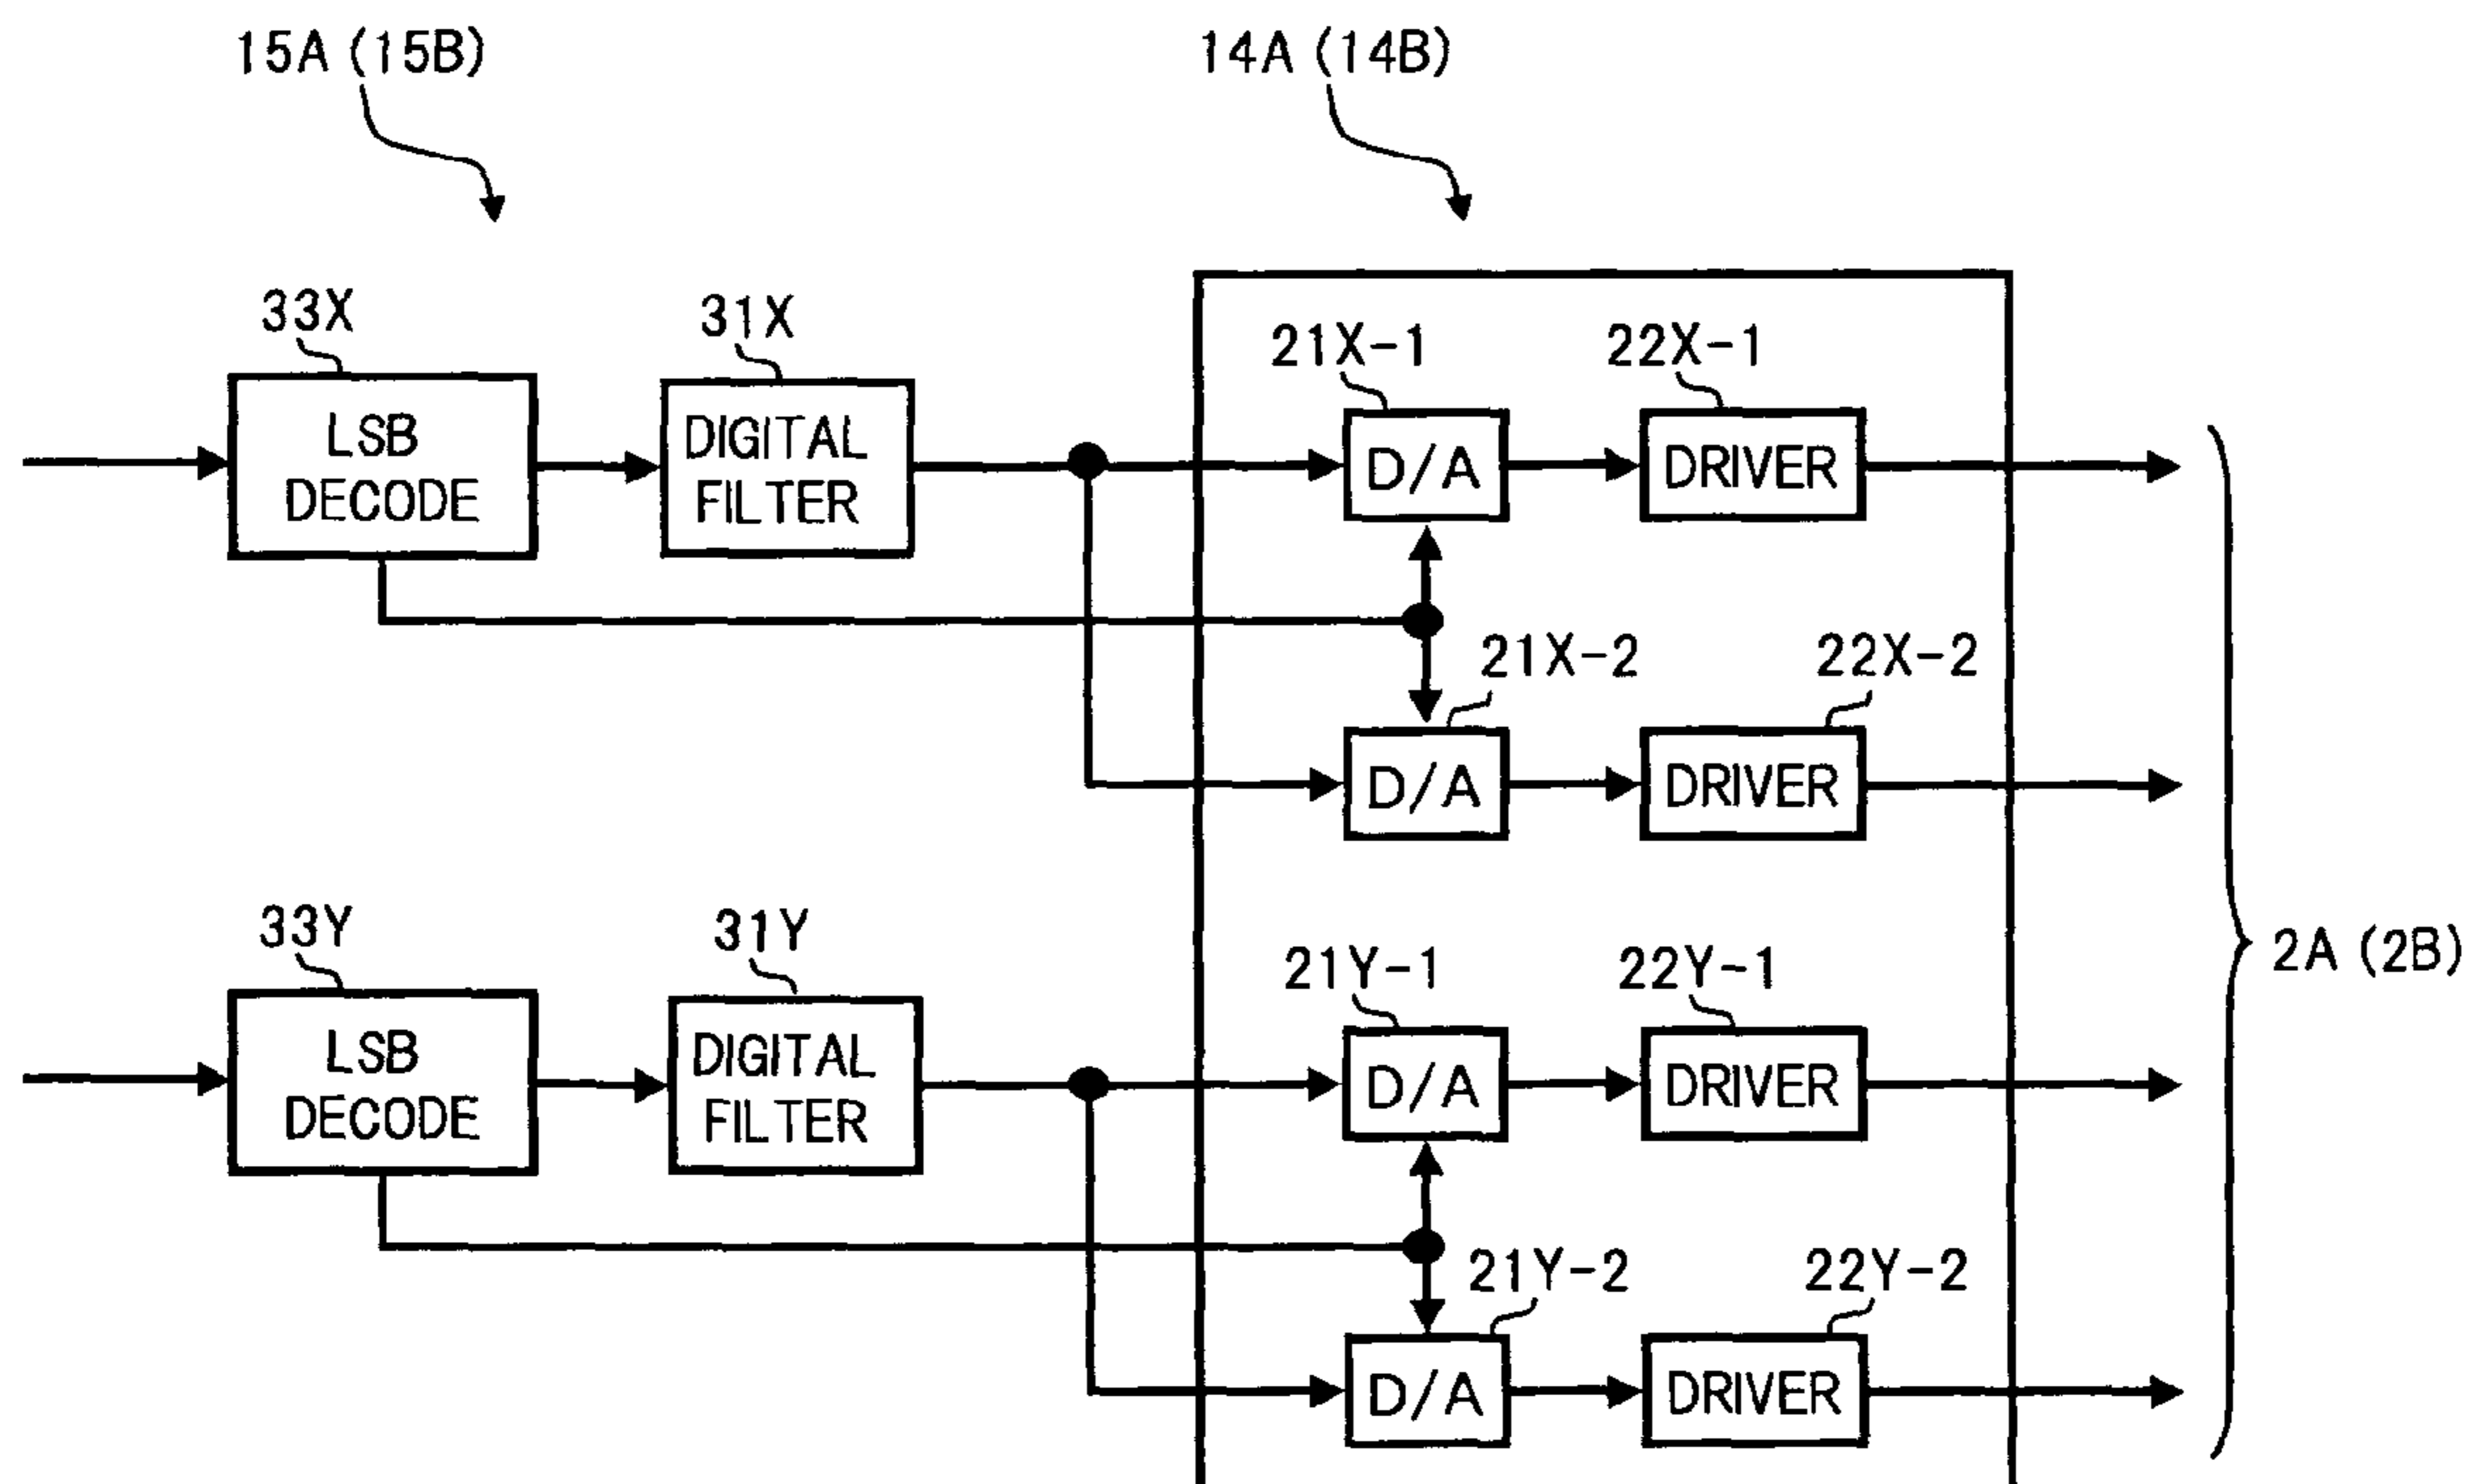 15A (15B)
14A (14B)
33X
31X
21X-1
22X-1
LSB
DECODE
DIGITAL
FILTER
D/A
DRIVER
21X-2
22X-2
D/A
DRIVER
33Y
31Y
21Y-1
22Y-1
2A (2B)
LSB
DECODE
DIGITAL
FILTER
D/A
DRIVER
21Y-2
22Y-2
D/A
DRIVER